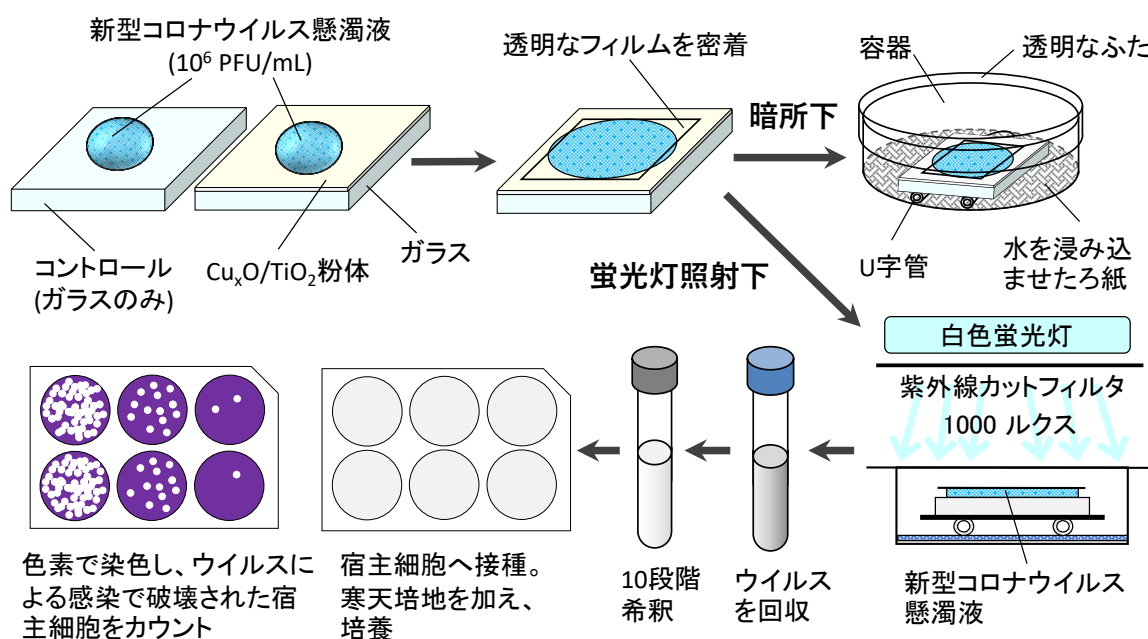 新型コロナウイルス懸濁液
(10⁶ PFU/mL)
透明なフィルムを密着
容器
透明なふた
暗所下
コントロール
(ガラスのみ)
CuₓO/TiO₂粉体
ガラス
蛍光灯照射下
U字管
水を浸み込
ませたろ紙
白色蛍光灯
紫外線カットフィルタ
1000 ルクス
新型コロナウイルス
懸濁液
ウイルス
を回収
10段階
希釈
宿主細胞へ接種。
寒天培地を加え、
培養
色素で染色し、ウイルスに
よる感染で破壊された宿
主細胞をカウント